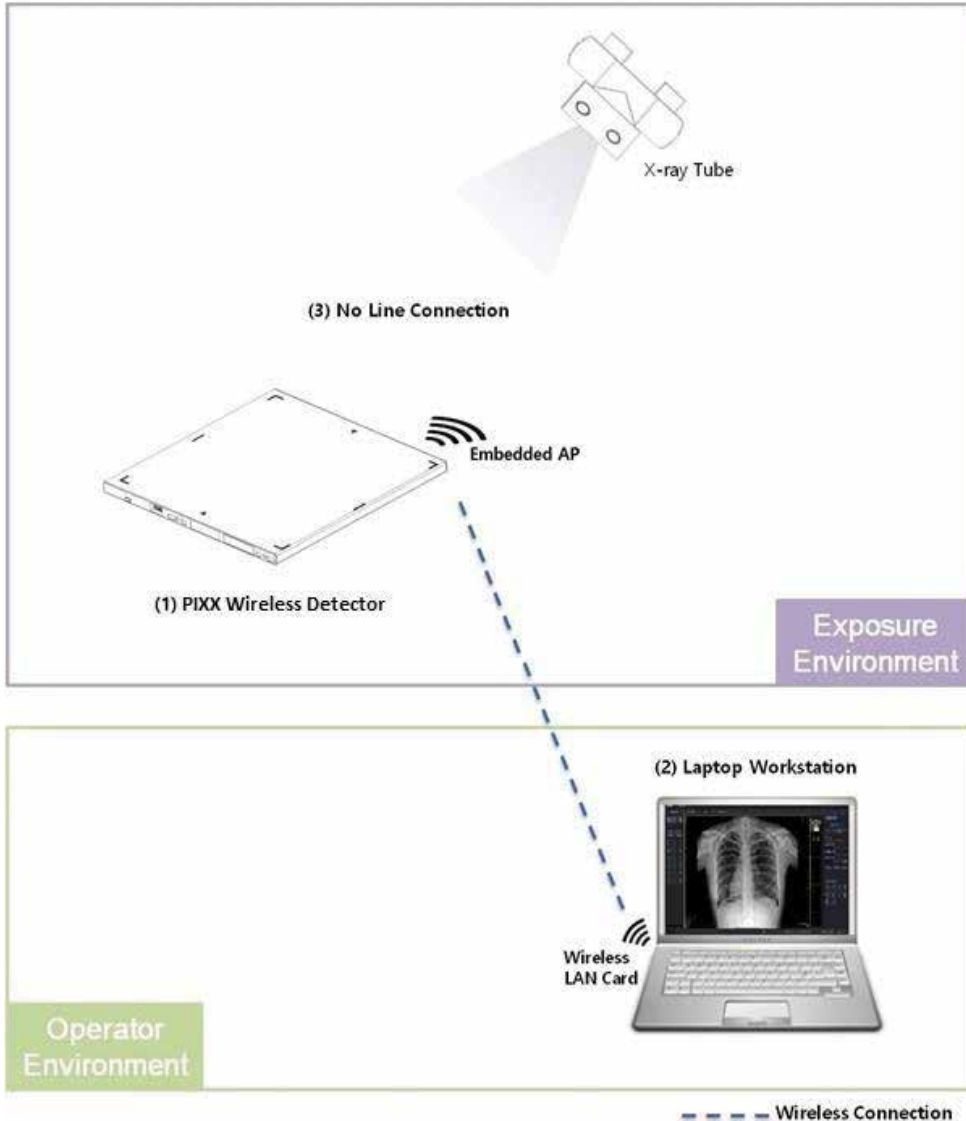 X-ray Tube
(3) No Line Connection
Embedded AP
(1) PIXX Wireless Detector
Exposure
Environment
(2) Laptop Workstation
Wireless
LAN Card
Operator
Environment
Wireless Connection